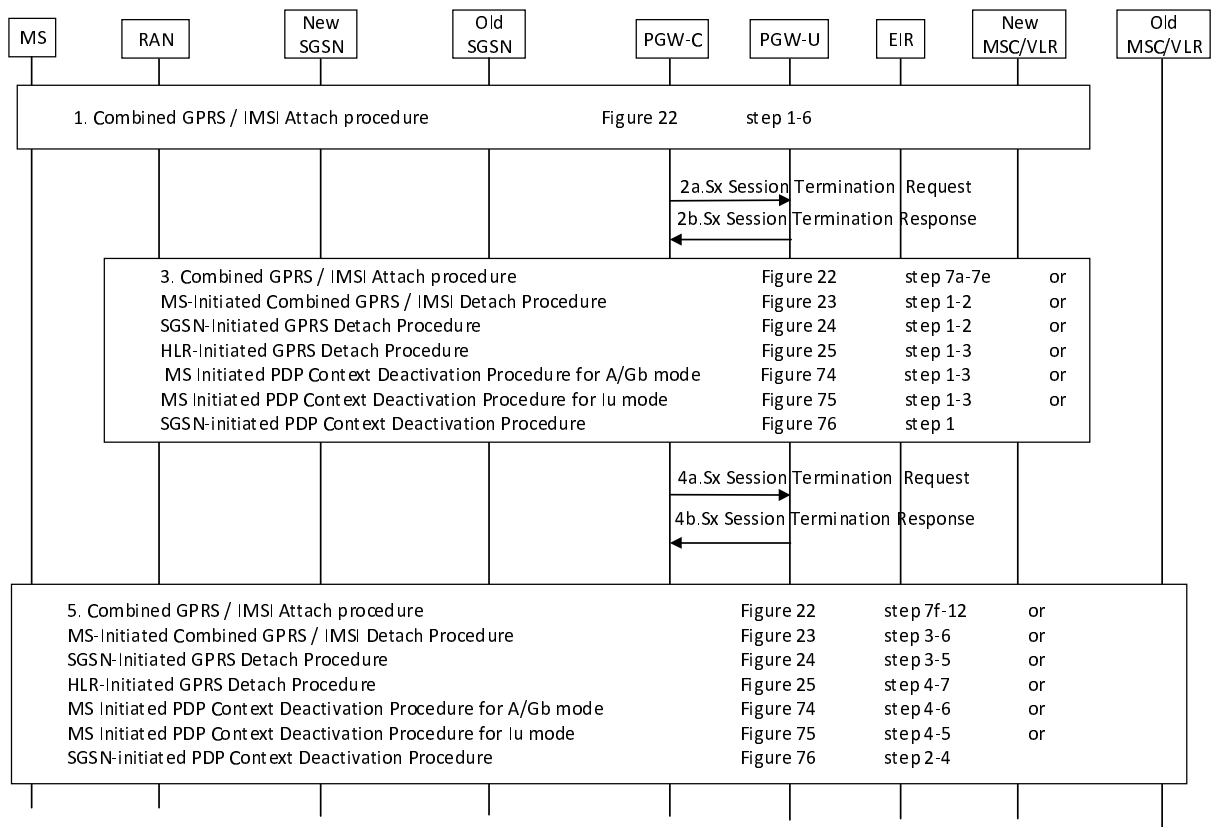 MS
RAN
New
SGSN
Old
SGSN
PGW-C
PGW-U
EIR
New
MSC/VLR
Old
MSC/VLR
1. Combined GPRS / IMSI Attach procedure Figure 22 step 1-6
2a.Sx Session Termination Request
2b.Sx Session Termination Response
3. Combined GPRS / IMSI Attach procedure Figure 22 step 7a-7e or
MS-Initiated Combined GPRS / IMSI Detach Procedure Figure 23 step 1-2 or
SGSN-Initiated GPRS Detach Procedure Figure 24 step 1-2 or
HLR-Initiated GPRS Detach Procedure Figure 25 step 1-3 or
MS Initiated PDP Context Deactivation Procedure for A/Gb mode Figure 74 step 1-3 or
MS Initiated PDP Context Deactivation Procedure for Iu mode Figure 75 step 1-3 or
SGSN-initiated PDP Context Deactivation Procedure Figure 76 step 1
4a.Sx Session Termination Request
4b.Sx Session Termination Response
5. Combined GPRS / IMSI Attach procedure Figure 22 step 7f-12 or
MS-Initiated Combined GPRS / IMSI Detach Procedure Figure 23 step 3-6 or
SGSN-Initiated GPRS Detach Procedure Figure 24 step 3-5 or
HLR-Initiated GPRS Detach Procedure Figure 25 step 4-7 or
MS Initiated PDP Context Deactivation Procedure for A/Gb mode Figure 74 step 4-6 or
MS Initiated PDP Context Deactivation Procedure for Iu mode Figure 75 step 4-5 or
SGSN-initiated PDP Context Deactivation Procedure Figure 76 step 2-4